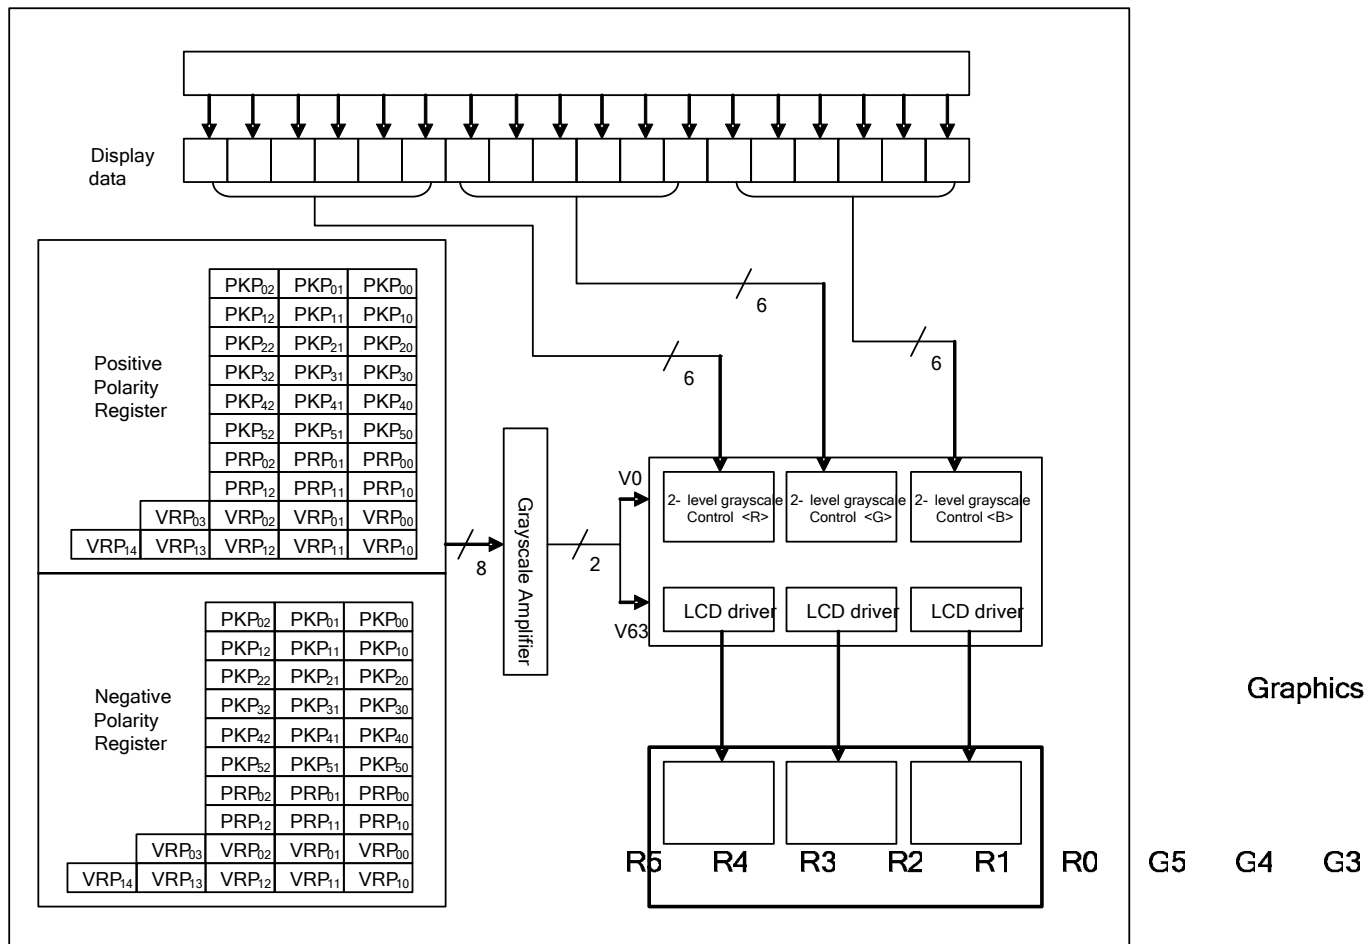 Display
data
PKP02 PKP01 PKP00
PKP12 PKP11 PKP10
PKP22 PKP21 PKP20
PKP32 PKP31 PKP30
PKP42 PKP41 PKP40
PKP52 PKP51 PKP50
PRP02 PRP01 PRP00
PRP12 PRP11 PRP10
VRP03 VRP02 VRP01 VRP00
VRP14 VRP13 VRP12 VRP11 VRP10
Positive
Polarity
Register
6
6
6
8
Grayscale Amplifier
2
V0
V63
2- level grayscale
Control <R>
2- level grayscale
Control <G>
2- level grayscale
Control <B>
LCD driver
LCD driver
LCD driver
PKP02 PKP01 PKP00
PKP12 PKP11 PKP10
PKP22 PKP21 PKP20
PKP32 PKP31 PKP30
PKP42 PKP41 PKP40
PKP52 PKP51 PKP50
PRP02 PRP01 PRP00
PRP12 PRP11 PRP10
VRP03 VRP02 VRP01 VRP00
VRP14 VRP13 VRP12 VRP11 VRP10
Negative
Polarity
Register
Graphics
R5 R4 R3 R2 R1 R0 G5 G4 G3